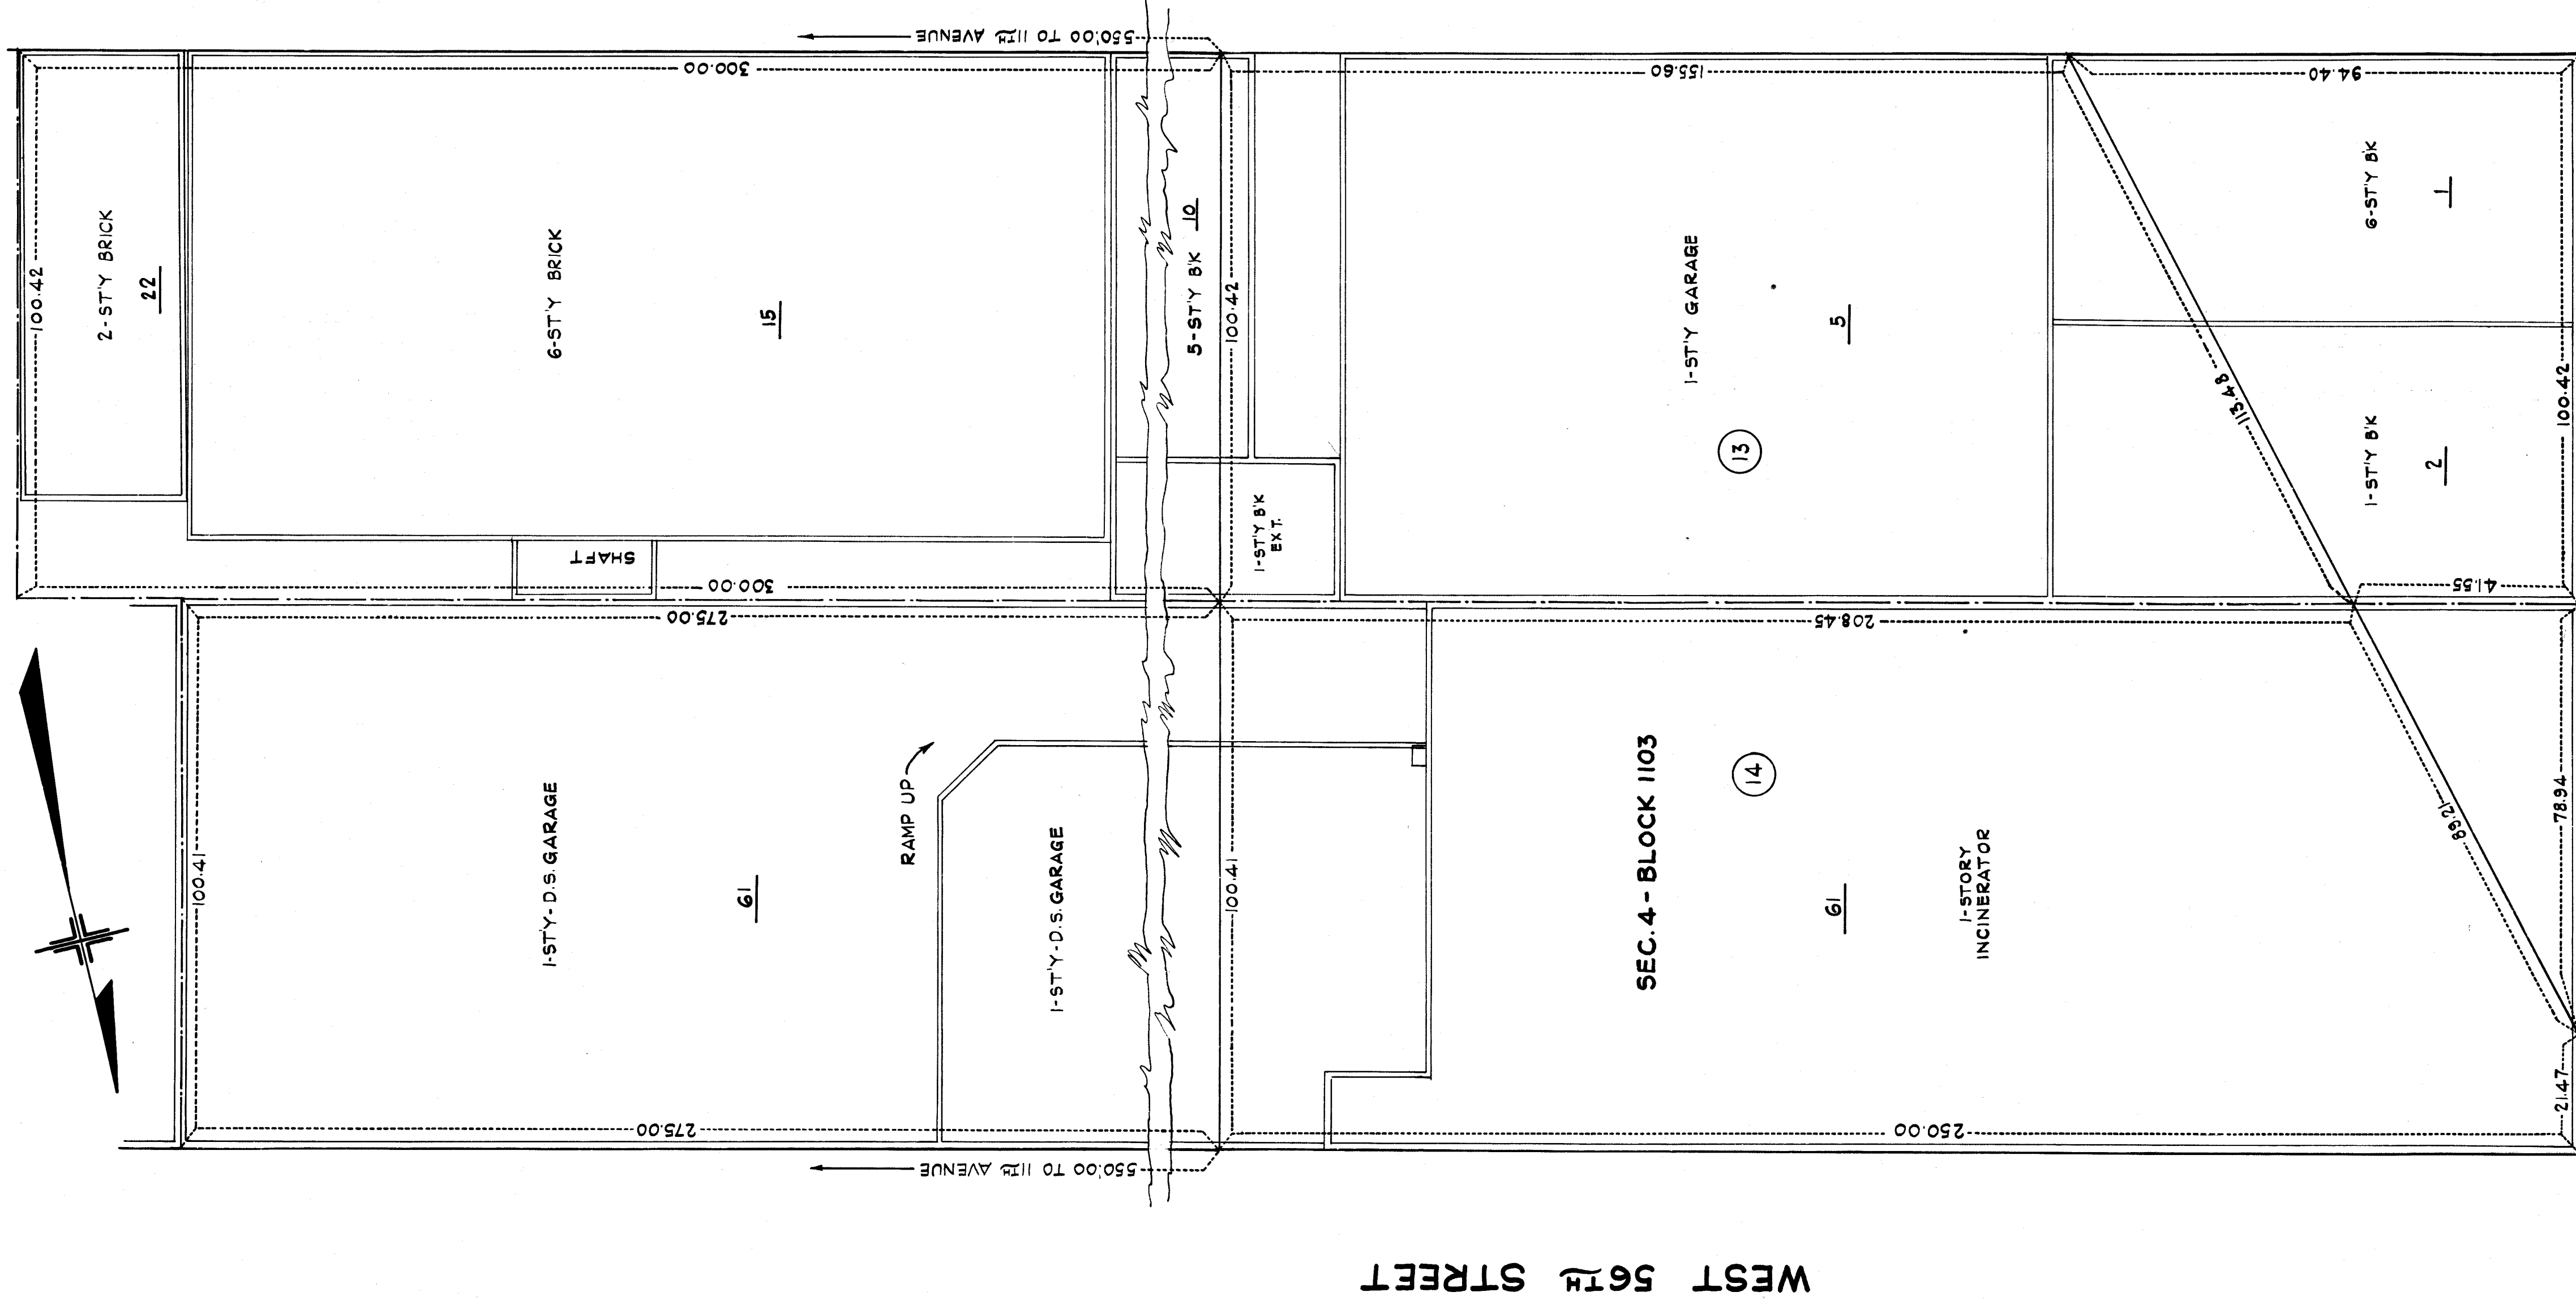 550.00 TO 11TH AVENUE
300.00
155.60
94.40
100.42
2-ST'Y BRICK
22
6-ST'Y BRICK
15
5-ST'Y B'K 10
100.42
1-ST'Y B'K
EXT.
1-ST'Y GARAGE
5
13
6-ST'Y B'K
1
1-ST'Y B'K
2
113.48
100.42
SHAFT
300.00
41.55
275.00
208.45
100.41
1-ST'Y-D.S. GARAGE
61
RAMP UP
1-ST'Y-D.S. GARAGE
100.41
SEC. 4 - BLOCK 1103
14
61
1-STORY
INCINERATOR
89.21
78.94
21.47
275.00
250.00
550.00 TO 11TH AVENUE
WEST 56TH STREET